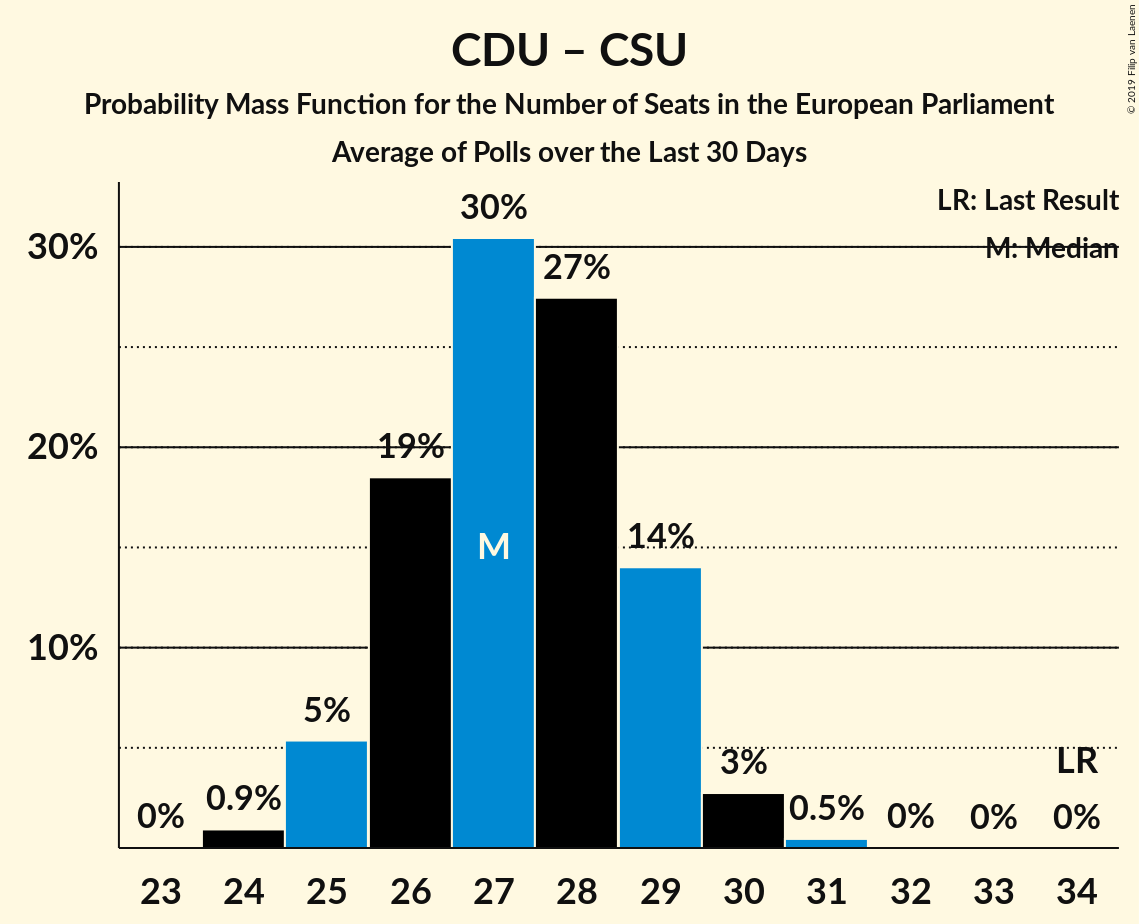 CDU – CSU
Probability Mass Function for the Number of Seats in the European Parliament
Average of Polls over the Last 30 Days
© 2019 Filip van Laenen
LR: Last Result
M: Median
30%
20%
10%
0%
0.9%
5%
19%
30%
27%
14%
3%
0.5%
0%
0%
0%
M
LR
23 24 25 26 27 28 29 30 31 32 33 34